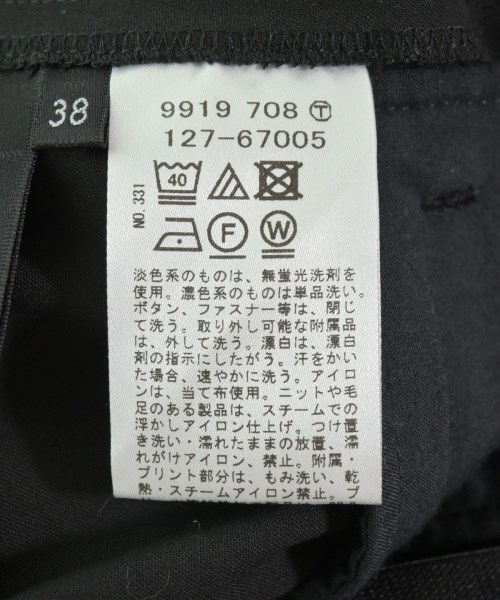 38
9919 708 Ⓣ
127-67005
40
NO.331
F
W
淡色系のものは、無蛍光洗剤を
使用。濃色系のものは単品洗い。
ボタン、ファスナー等は、閉じ
て洗う。取り外し可能な附属品
は、外して洗う。漂白は、漂白
剤の指示にしたがう。汗をかい
た場合、速やかに洗う。アイロ
ンは、当て布使用。ニットや毛
足のある製品は、スチームでの
浮かしアイロン仕上げ。つけ置
き洗い・濡れたままの放置、濡
れがけアイロン、禁止。附属・
プリント部分は、もみ洗い、乾
熱・スチームアイロン禁止。プ